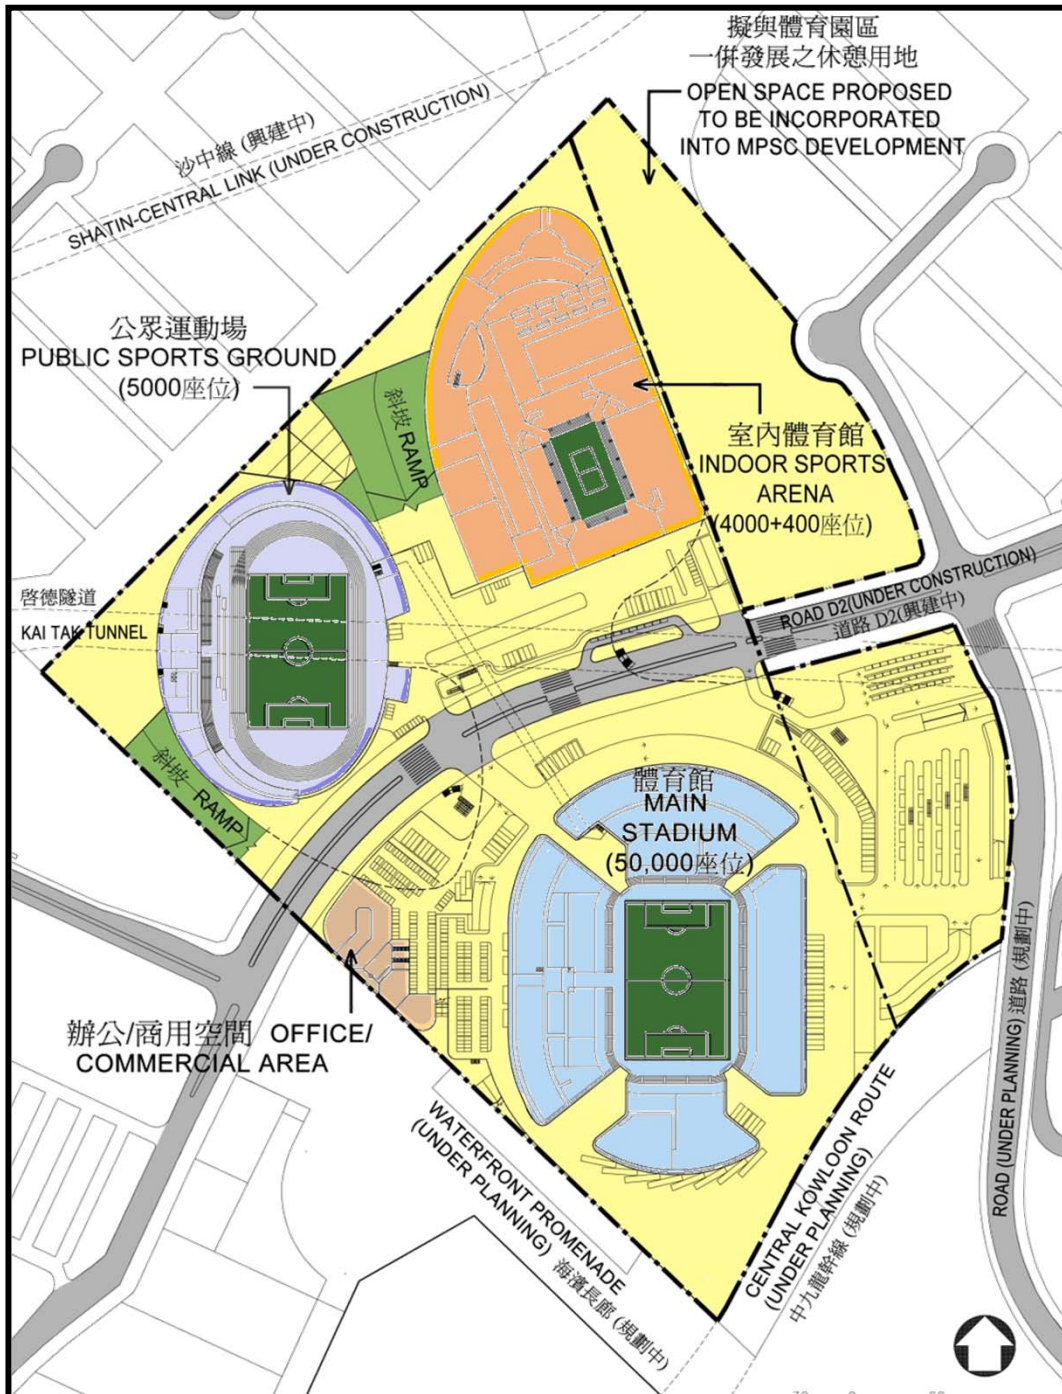 擬與體育園區
一併發展之休憩用地
OPEN SPACE PROPOSED
TO BE INCORPORATED
INTO MPSC DEVELOPMENT
沙中線 (興建中)
SHATIN-CENTRAL LINK (UNDER CONSTRUCTION)
公眾運動場
PUBLIC SPORTS GROUND
(5000座位)
斜坡 RAMP
室內體育館
INDOOR SPORTS
ARENA
(4000+400座位)
啓德隧道
KAI TAK TUNNEL
ROAD D2(UNDER CONSTRUCTION)
道路 D2(興建中)
斜坡 RAMP
體育館
MAIN
STADIUM
(50,000座位)
辦公/商用空間 OFFICE/
COMMERCIAL AREA
WATERFRONT PROMENADE
(UNDER PLANNING) 海濱長廊 (規劃中)
CENTRAL KOWLOON ROUTE
(UNDER PLANNING)
中九龍幹線 (規劃中)
ROAD (UNDER PLANNING) 道路 (規劃中)